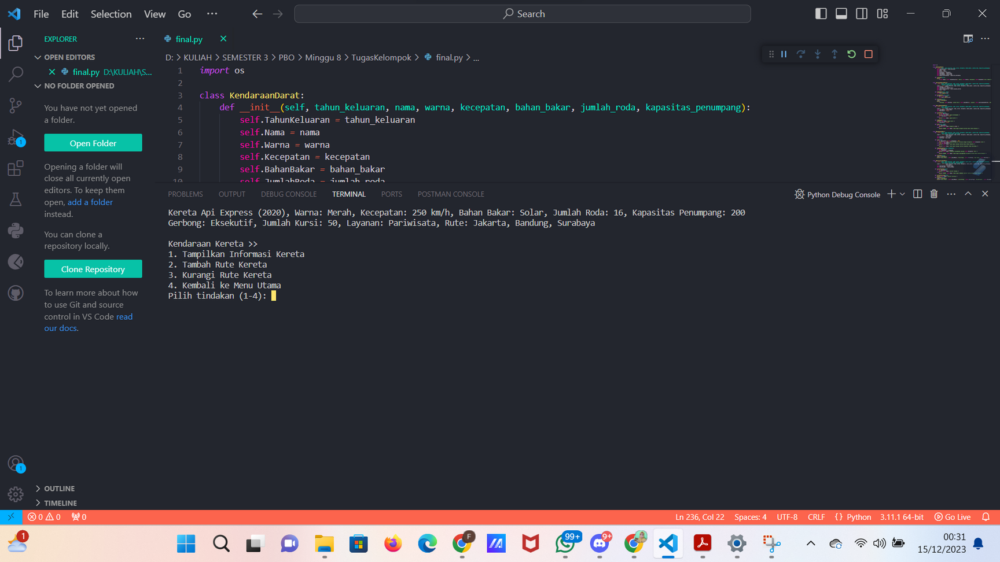 File Edit Selection View Go ··· Search
EXPLORER ···
OPEN EDITORS
final.py D:\KULIAH\S...
NO FOLDER OPENED
You have not yet opened
a folder.
Open Folder
Opening a folder will
close all currently open
editors. To keep them
open, add a folder
instead.
You can clone a
repository locally.
Clone Repository
To learn more about how
to use Git and source
control in VS Code read
our docs.
OUTLINE
TIMELINE
1
1
final.py
D: > KULIAH > SEMESTER 3 > PBO > Minggu 8 > TugasKelompok > final.py > ...
1 import os
2
3 class KendaraanDarat:
4 def __init__(self, tahun_keluaran, nama, warna, kecepatan, bahan_bakar, jumlah_roda, kapasitas_penumpang):
5 self.TahunKeluaran = tahun_keluaran
6 self.Nama = nama
7 self.Warna = warna
8 self.Kecepatan = kecepatan
9 self.BahanBakar = bahan_bakar
10 self.JumlahRoda = jumlah_roda
PROBLEMS OUTPUT DEBUG CONSOLE TERMINAL PORTS POSTMAN CONSOLE Python Debug Console
Kereta Api Express (2020), Warna: Merah, Kecepatan: 250 km/h, Bahan Bakar: Solar, Jumlah Roda: 16, Kapasitas Penumpang: 200
Gerbong: Eksekutif, Jumlah Kursi: 50, Layanan: Pariwisata, Rute: Jakarta, Bandung, Surabaya
Kendaraan Kereta >>
1. Tampilkan Informasi Kereta
2. Tambah Rute Kereta
3. Kurangi Rute Kereta
4. Kembali ke Menu Utama
Pilih tindakan (1-4):
0 0 0 Ln 236, Col 22 Spaces: 4 UTF-8 CRLF {} Python 3.11.1 64-bit Go Live
1 F 99+ 9+ 00:31
15/12/2023